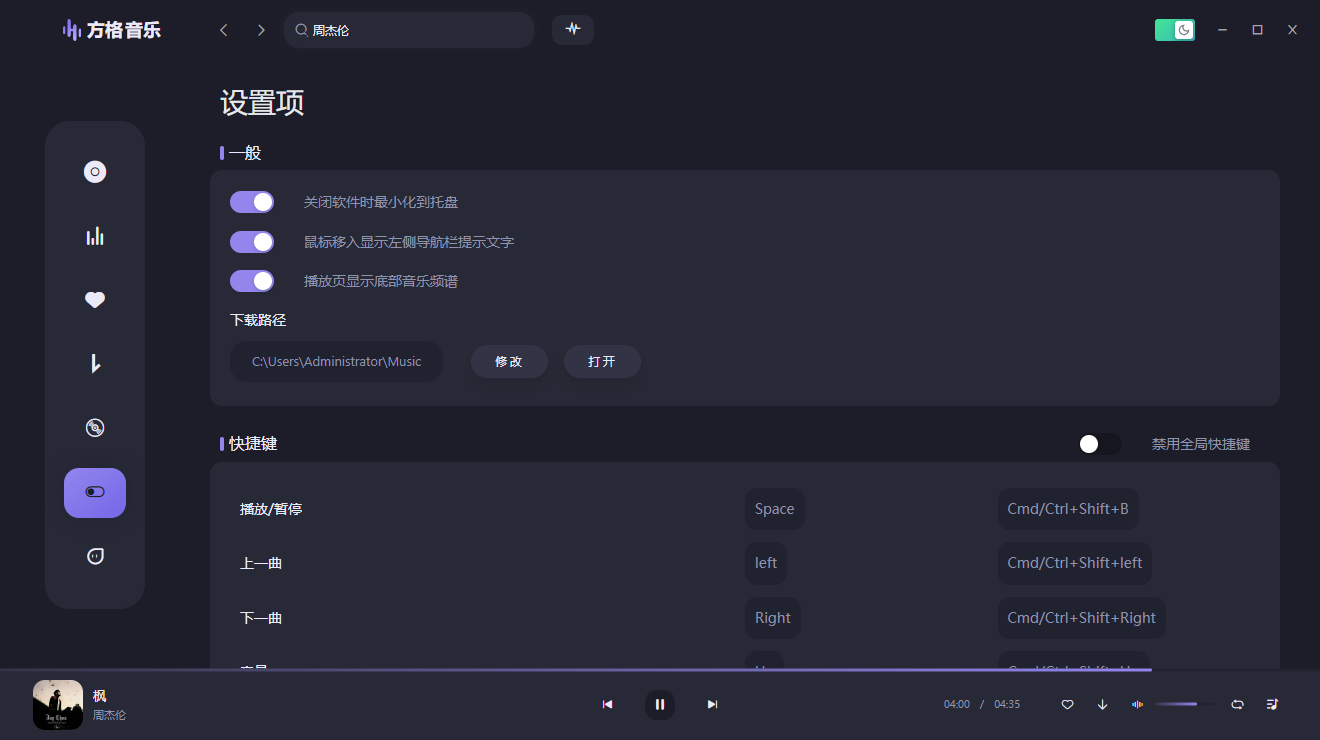 方格音乐
周杰伦
设置项
一般
关闭软件时最小化到托盘
鼠标移入显示左侧导航栏提示文字
播放页显示底部音乐频谱
下载路径
C:\Users\Administrator\Music 修改 打开
快捷键 禁用全局快捷键
播放/暂停 Space Cmd/Ctrl+Shift+B
上一曲 left Cmd/Ctrl+Shift+left
下一曲 Right Cmd/Ctrl+Shift+Right
枫
周杰伦
04:00 / 04:35